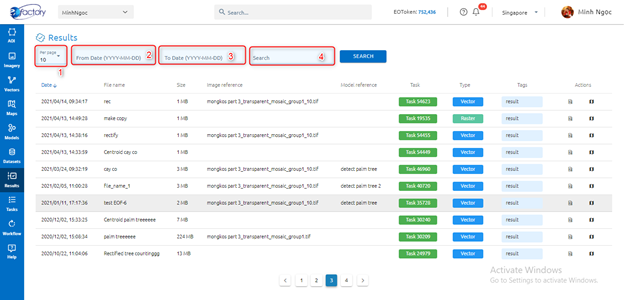 eofactory
MinhNgoc
Search...
EOToken: 752,438
Singapore
Minh Ngọc
AOI
Imagery
Vectors
Maps
Models
Datasets
Results
Tasks
Workflow
Help
Results
Per page
10
From Date (YYYY-MM-DD) 2
To Date (YYYY-MM-DD) 3
Search 4
SEARCH
1
Date File name Size Image reference Model reference Task Type Tags Actions
2021/04/14, 09:34:17 rec 1 MB mongkos part 3_transparent_mosaic_group1_10.tif Task 54623 Vector result
2021/04/13, 14:49:28 make copy 1 MB Task 19535 Raster result
2021/04/13, 14:38:16 rectify 1 MB mongkos part 3_transparent_mosaic_group1_10.tif Task 54455 Vector result
2021/04/13, 14:33:59 Centroid cay co 1 MB Task 54449 Vector result
2021/03/24, 09:32:19 cay co 3 MB mongkos part 3_transparent_mosaic_group1_10.tif detect palm tree Task 46960 Vector result
2021/02/05, 11:00:28 file_name_1 3 MB mongkos part 3_transparent_mosaic_group1_10.tif detect palm tree 2 Task 40720 Vector result
2021/01/11, 17:17:36 test EOF-6 2 MB mongkos part 3_transparent_mosaic_group1_10.tif detect palm tree Task 35720 Vector result
2020/12/02, 15:33:25 Centroid palm treeeeee 7 MB Task 30240 Vector result
2020/12/02, 15:06:34 palm treeeeee 224 MB mongkos part 3_transparent_mosaic_group1.tif Task 30209 Vector result
2020/10/22, 11:04:06 Rectified tree countinggg 13 MB Task 24979 Vector result
1 2 3 4
Activate Windows
Go to Settings to activate Windows.